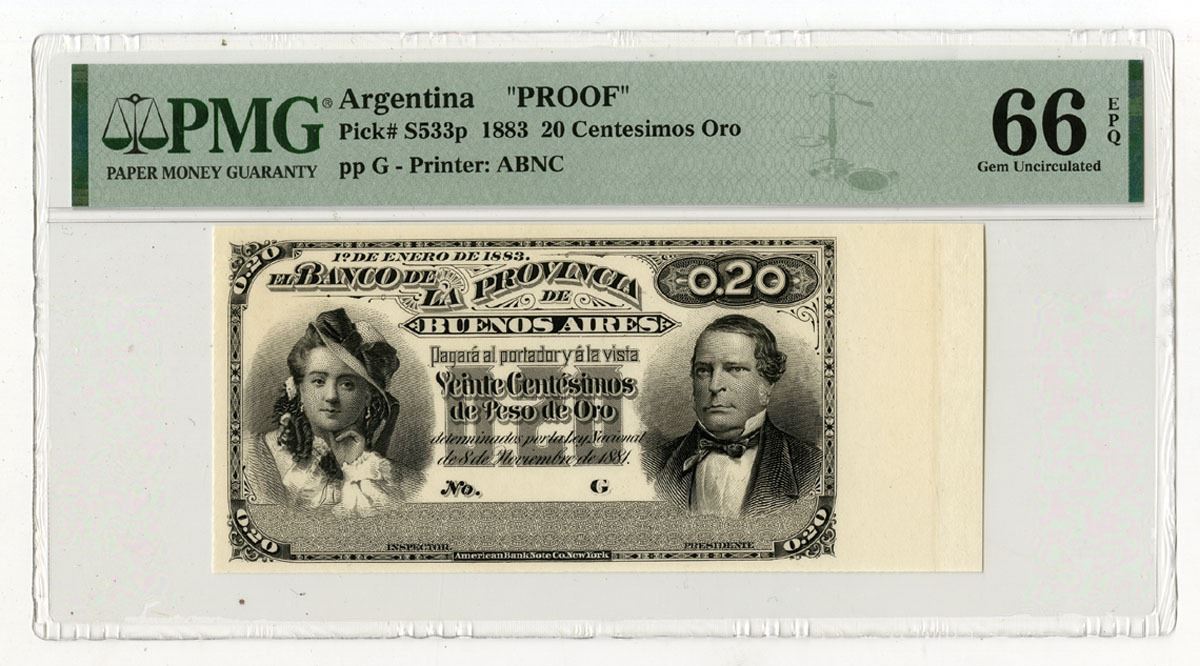 PMG®
PAPER MONEY GUARANTY
Argentina "PROOF"
Pick# S533p 1883 20 Centesimos Oro
pp G - Printer: ABNC
66
EPQ
Gem Uncirculated
0.20
1º DE ENERO DE 1883.
EL BANCO DE LA PROVINCIA
DE
BUENOS AIRES
0.20
Pagará al portador y á la vista
Veinte Centésimos
de Peso de Oro
determinados por la Ley Nacional
de 8 de Noviembre de 1881.
No. G
0.20
INSPECTOR
American Bank Note Co. New York
PRESIDENTE
0.20